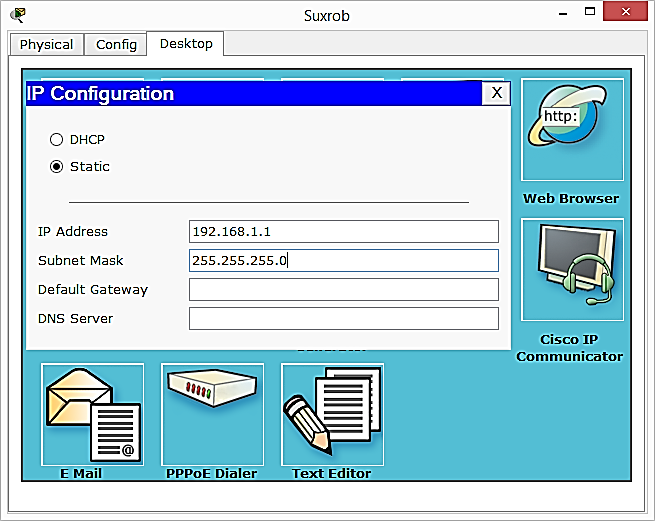 Suxrob
Physical Config Desktop
IP Configuration X
DHCP
Static
IP Address 192.168.1.1
Subnet Mask 255.255.255.0
Default Gateway
DNS Server
http:
Web Browser
Cisco IP
Communicator
@
E Mail PPPoE Dialer Text Editor